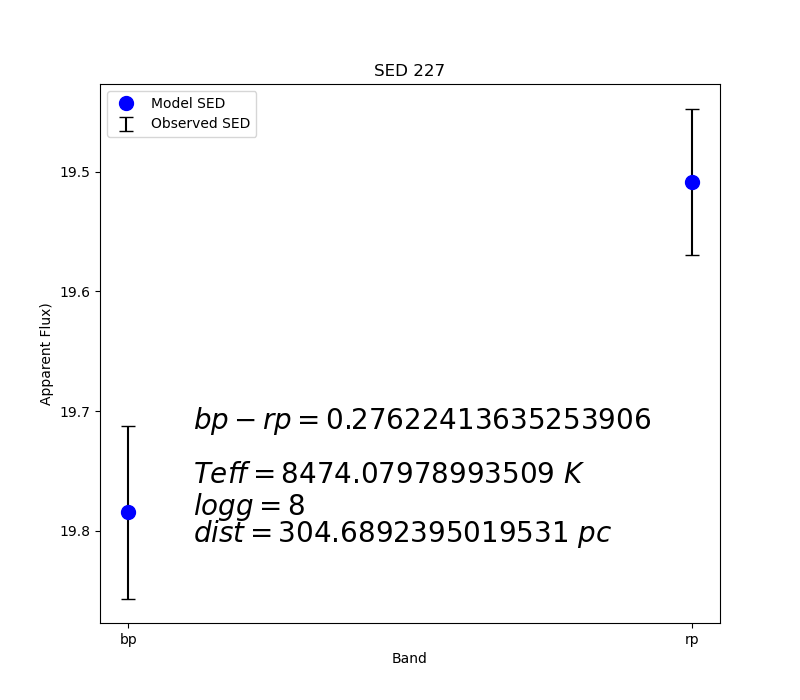 SED 227
Model SED
Observed SED
19.5
19.6
19.7
19.8
Apparent Flux)
bp − rp = 0.27622413635253906
Teff = 8474.07978993509 K
logg = 8
dist = 304.6892395019531 pc
bp
rp
Band